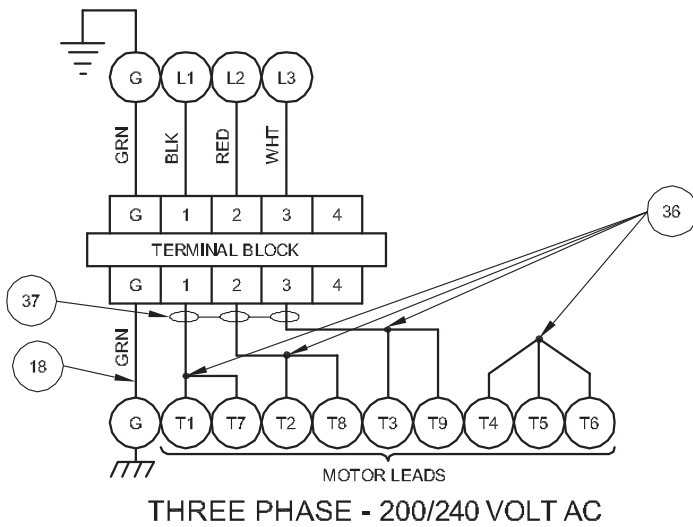 G L1 L2 L3
GRN BLK RED WHT
G 1 2 3 4
36
TERMINAL BLOCK
G 1 2 3 4
37
GRN
18
G T1 T7 T2 T8 T3 T9 T4 T5 T6
MOTOR LEADS
THREE PHASE - 200/240 VOLT AC